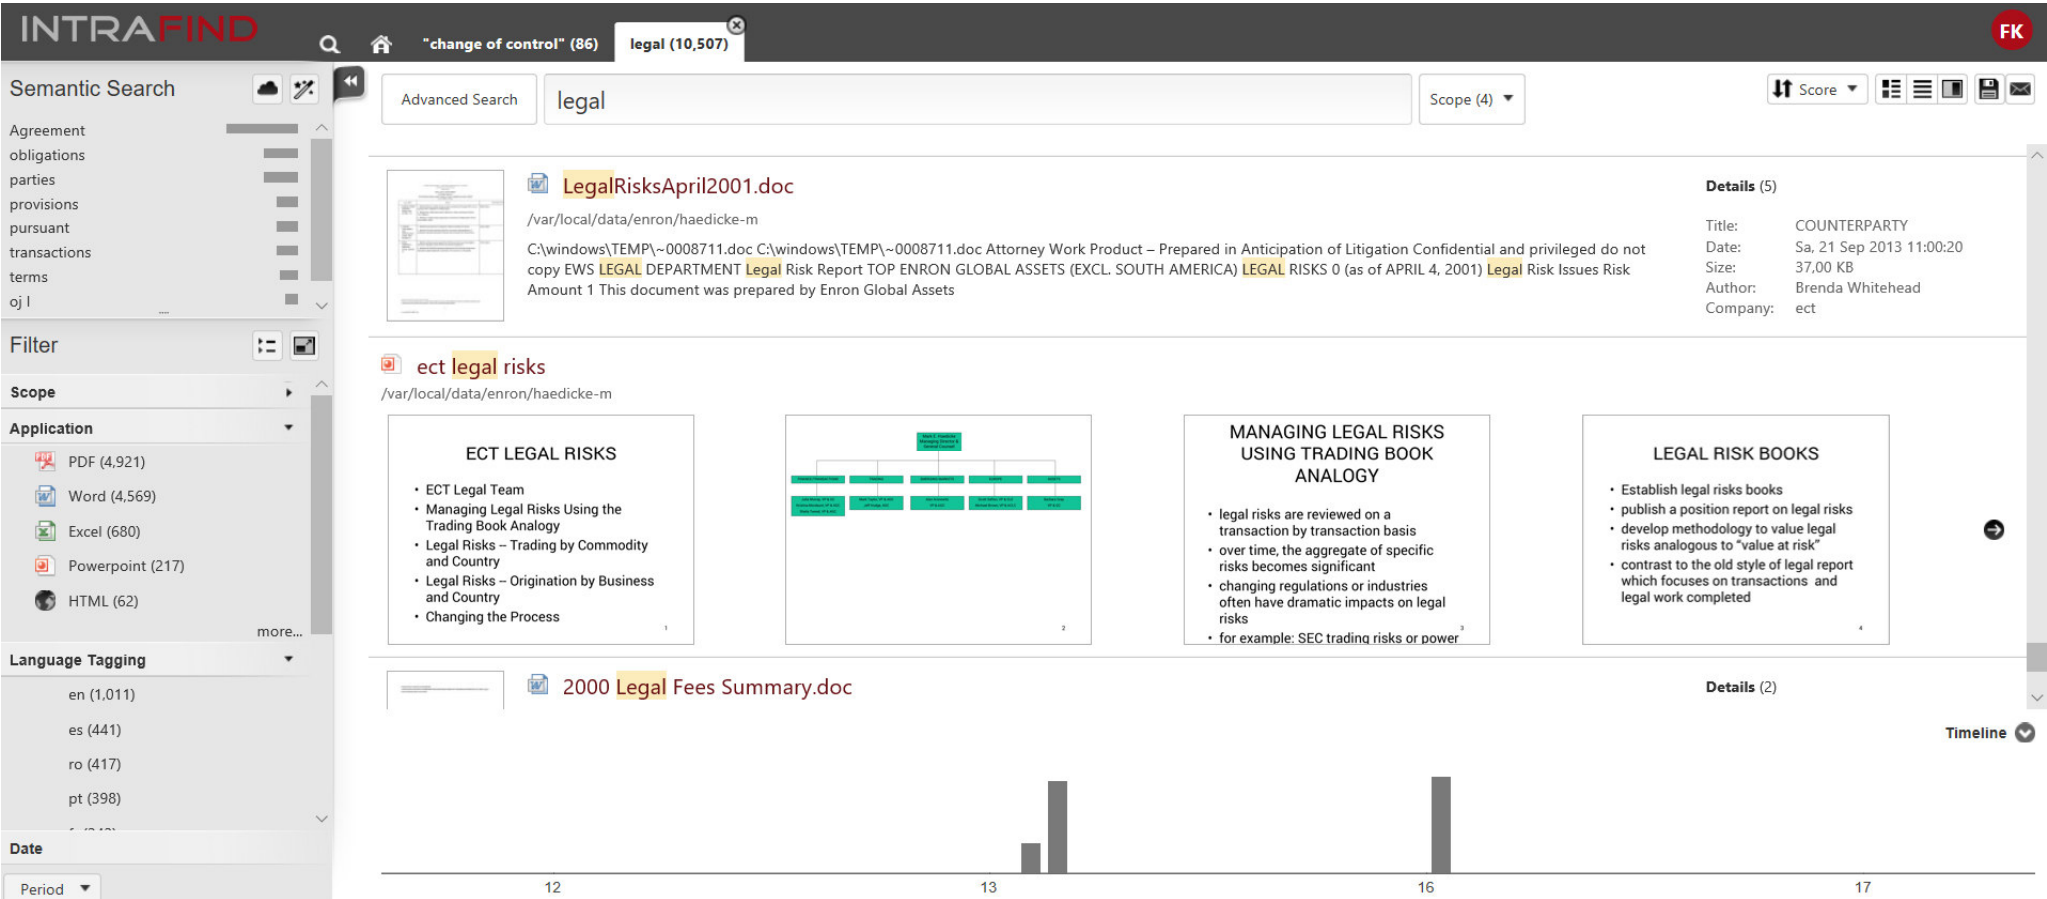 INTRAFIND
"change of control" (86)
legal (10,507)
FK
Semantic Search
Agreement
obligations
parties
provisions
pursuant
transactions
terms
oj l
Filter
Scope
Application
PDF (4,921)
Word (4,569)
Excel (680)
Powerpoint (217)
HTML (62)
more...
Language Tagging
en (1,011)
es (441)
ro (417)
pt (398)
Date
Period
Advanced Search
legal
Scope (4)
Score
LegalRisksApril2001.doc
/var/local/data/enron/haedicke-m
C:\windows\TEMP\~0008711.doc C:\windows\TEMP\~0008711.doc Attorney Work Product – Prepared in Anticipation of Litigation Confidential and privileged do not
copy EWS LEGAL DEPARTMENT Legal Risk Report TOP ENRON GLOBAL ASSETS (EXCL. SOUTH AMERICA) LEGAL RISKS 0 (as of APRIL 4, 2001) Legal Risk Issues Risk
Amount 1 This document was prepared by Enron Global Assets
Details (5)
Title: COUNTERPARTY
Date: Sa, 21 Sep 2013 11:00:20
Size: 37,00 KB
Author: Brenda Whitehead
Company: ect
ect legal risks
/var/local/data/enron/haedicke-m
ECT LEGAL RISKS
• ECT Legal Team
• Managing Legal Risks Using the
Trading Book Analogy
• Legal Risks – Trading by Commodity
and Country
• Legal Risks – Origination by Business
and Country
• Changing the Process
1
2
MANAGING LEGAL RISKS
USING TRADING BOOK
ANALOGY
• legal risks are reviewed on a
transaction by transaction basis
• over time, the aggregate of specific
risks becomes significant
• changing regulations or industries
often have dramatic impacts on legal
risks
• for example: SEC trading risks or power
3
LEGAL RISK BOOKS
• Establish legal risks books
• publish a position report on legal risks
• develop methodology to value legal
risks analogous to “value at risk”
• contrast to the old style of legal report
which focuses on transactions and
legal work completed
4
2000 Legal Fees Summary.doc
Details (2)
Timeline
12
13
16
17